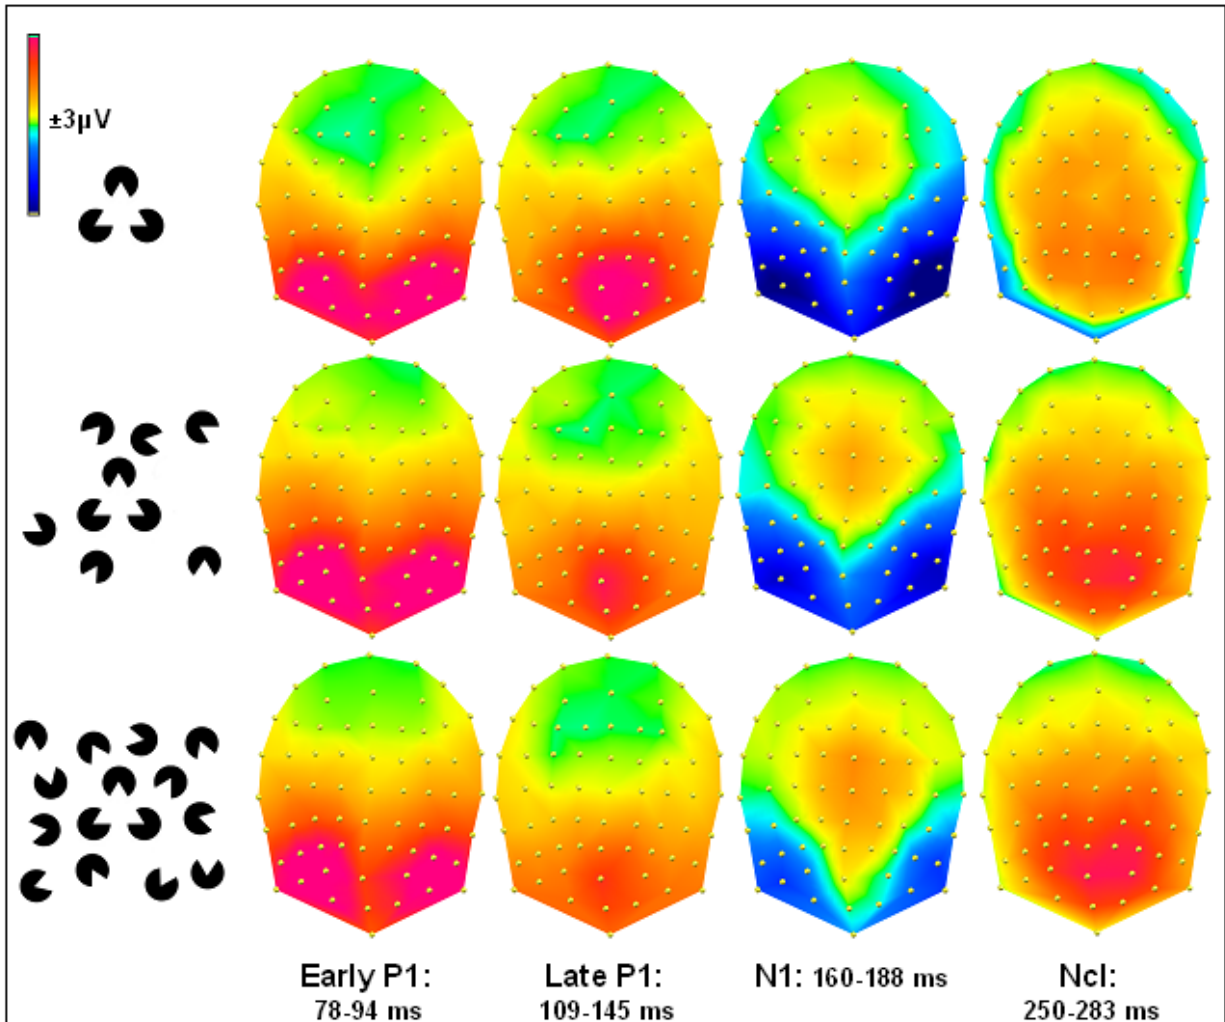 ±3µV
Early P1:
78-94 ms
Late P1:
109-145 ms
N1: 160-188 ms
Ncl:
250-283 ms